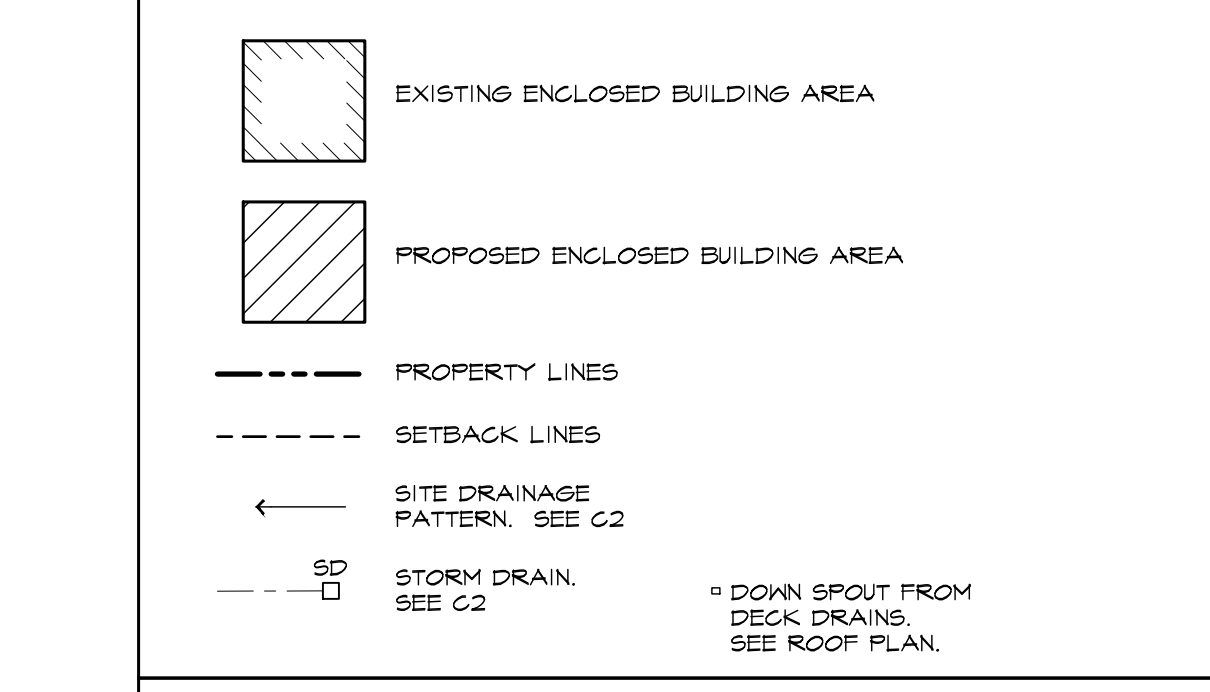 EXISTING ENCLOSED BUILDING AREA
PROPOSED ENCLOSED BUILDING AREA
PROPERTY LINES
SETBACK LINES
SITE DRAINAGE
PATTERN. SEE C2
SD
STORM DRAIN.
SEE C2
DOWN SPOUT FROM
DECK DRAINS.
SEE ROOF PLAN.